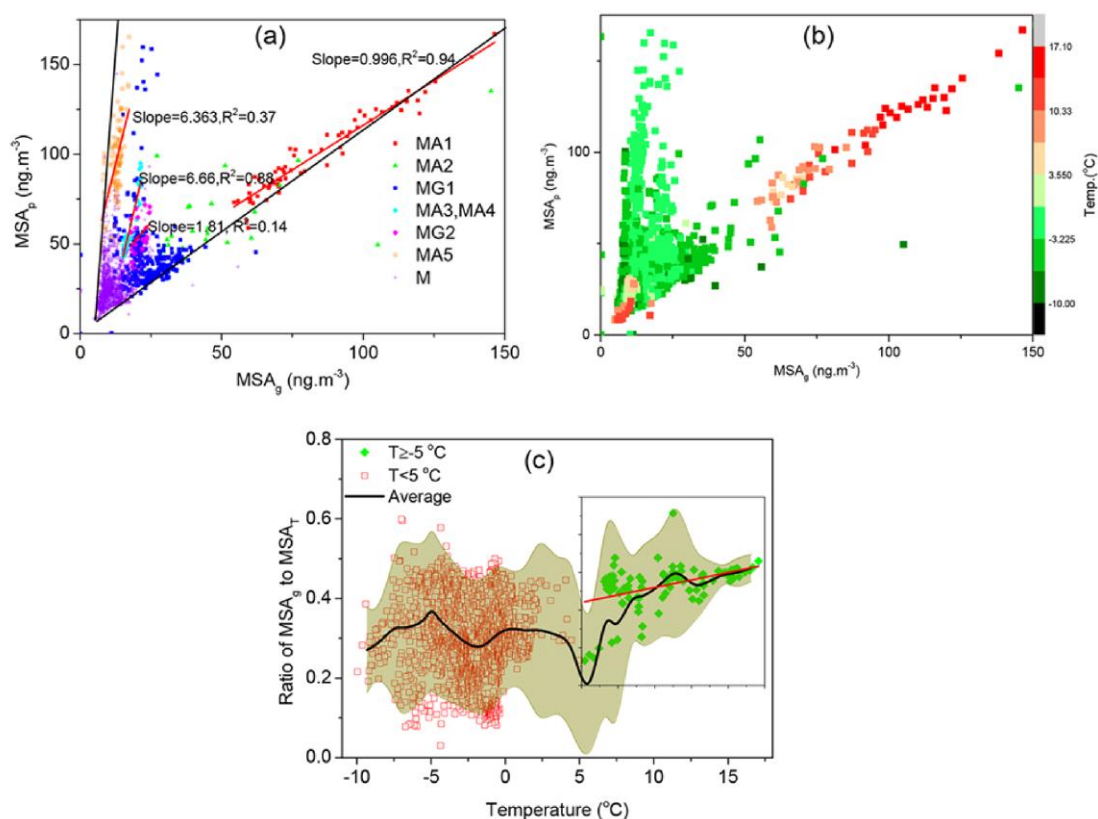 (a)
Slope=0.996,R²=0.94
Slope=6.363,R²=0.37
Slope=6.66,R²=0.88
Slope=1.81, R²=0.14
MA1
MA2
MG1
MA3,MA4
MG2
MA5
M
150
100
50
0
MSAp (ng.m⁻³)
0 50 100 150
MSAg (ng.m⁻³)
(b)
100
0
MSAp (ng.m⁻³)
0 50 100 150
MSAg (ng.m⁻³)
17.10
10.33
3.550
-3.225
-10.00
Temp.(°C)
(c)
T≥-5 °C
T<5 °C
Average
0.8
0.6
0.4
0.2
0.0
Ratio of MSAg to MSAT
-10 -5 0 5 10 15
Temperature (°C)